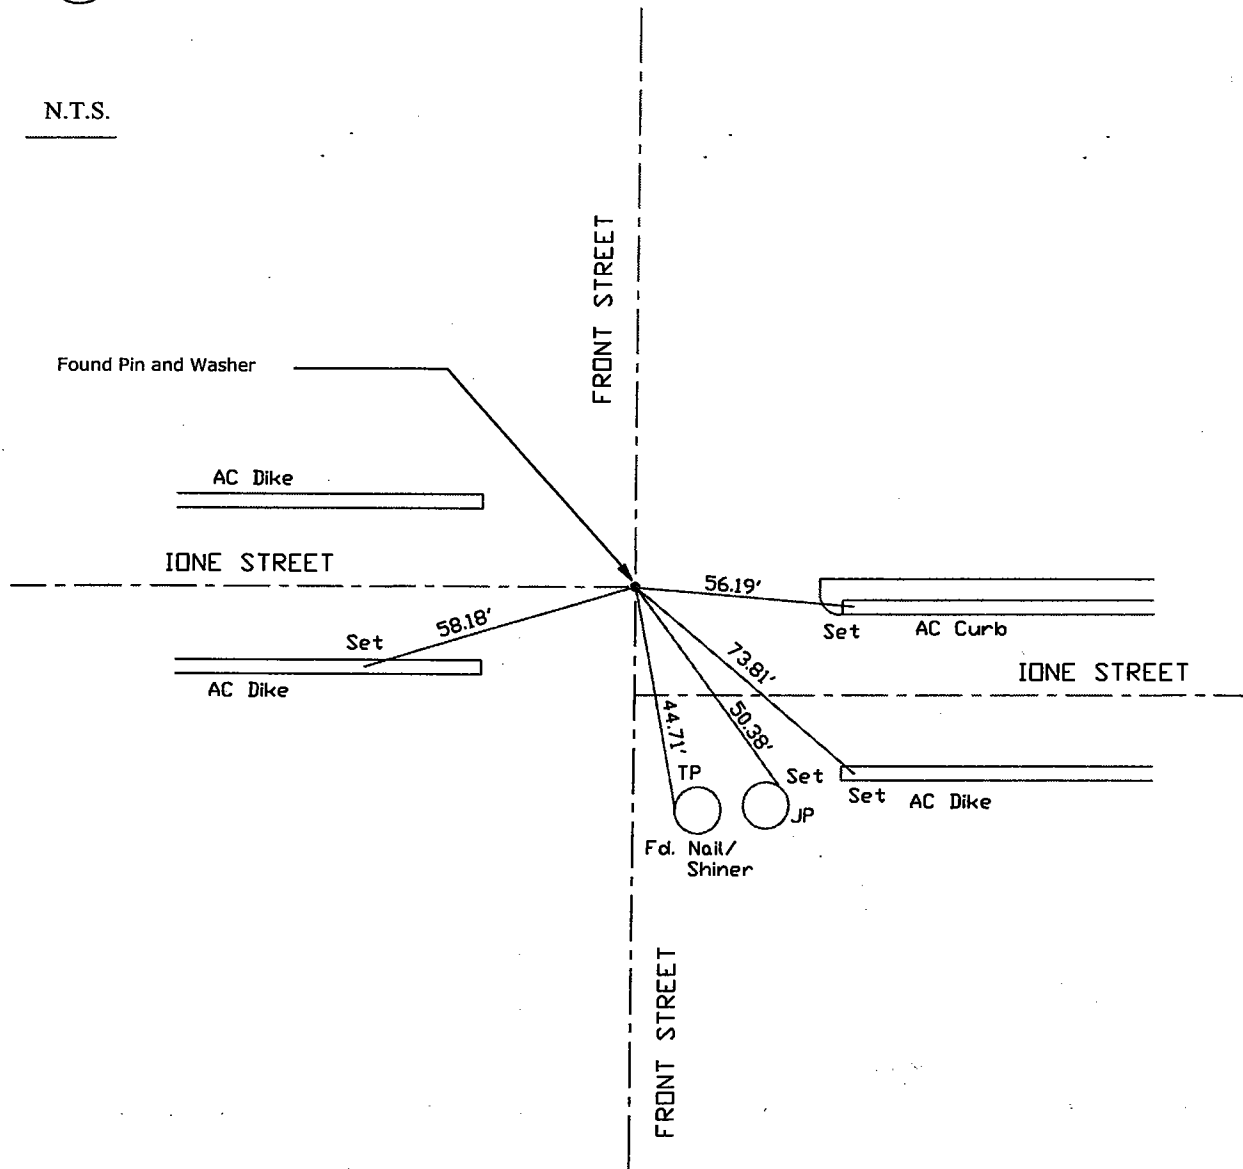 N.T.S.
FRONT STREET
Found Pin and Washer
AC Dike
IONE STREET
56.19'
58.18'
Set
AC Dike
Set
AC Curb
73.81'
IONE STREET
44.71'
50.38'
TP
Set
JP
Set
AC Dike
Fd. Nail/
Shiner
FRONT STREET